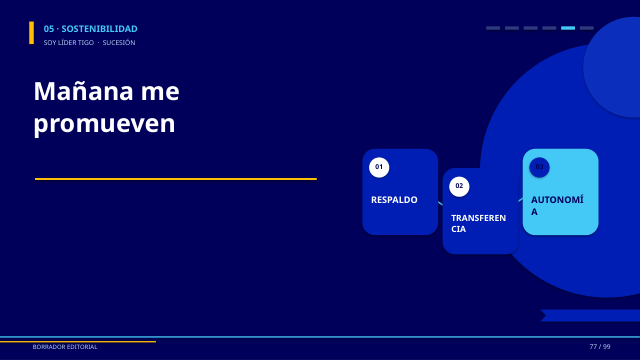 05 · SOSTENIBILIDAD
SOY LÍDER TIGO · SUCESIÓN
Mañana me
promueven
01
RESPALDO
02
TRANSFEREN
CIA
03
AUTONOMÍ
A
BORRADOR EDITORIAL
77 / 99